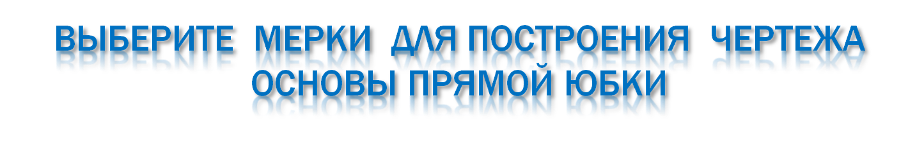 ВЫБЕРИТЕ МЕРКИ ДЛЯ ПОСТРОЕНИЯ ЧЕРТЕЖА
ОСНОВЫ ПРЯМОЙ ЮБКИ